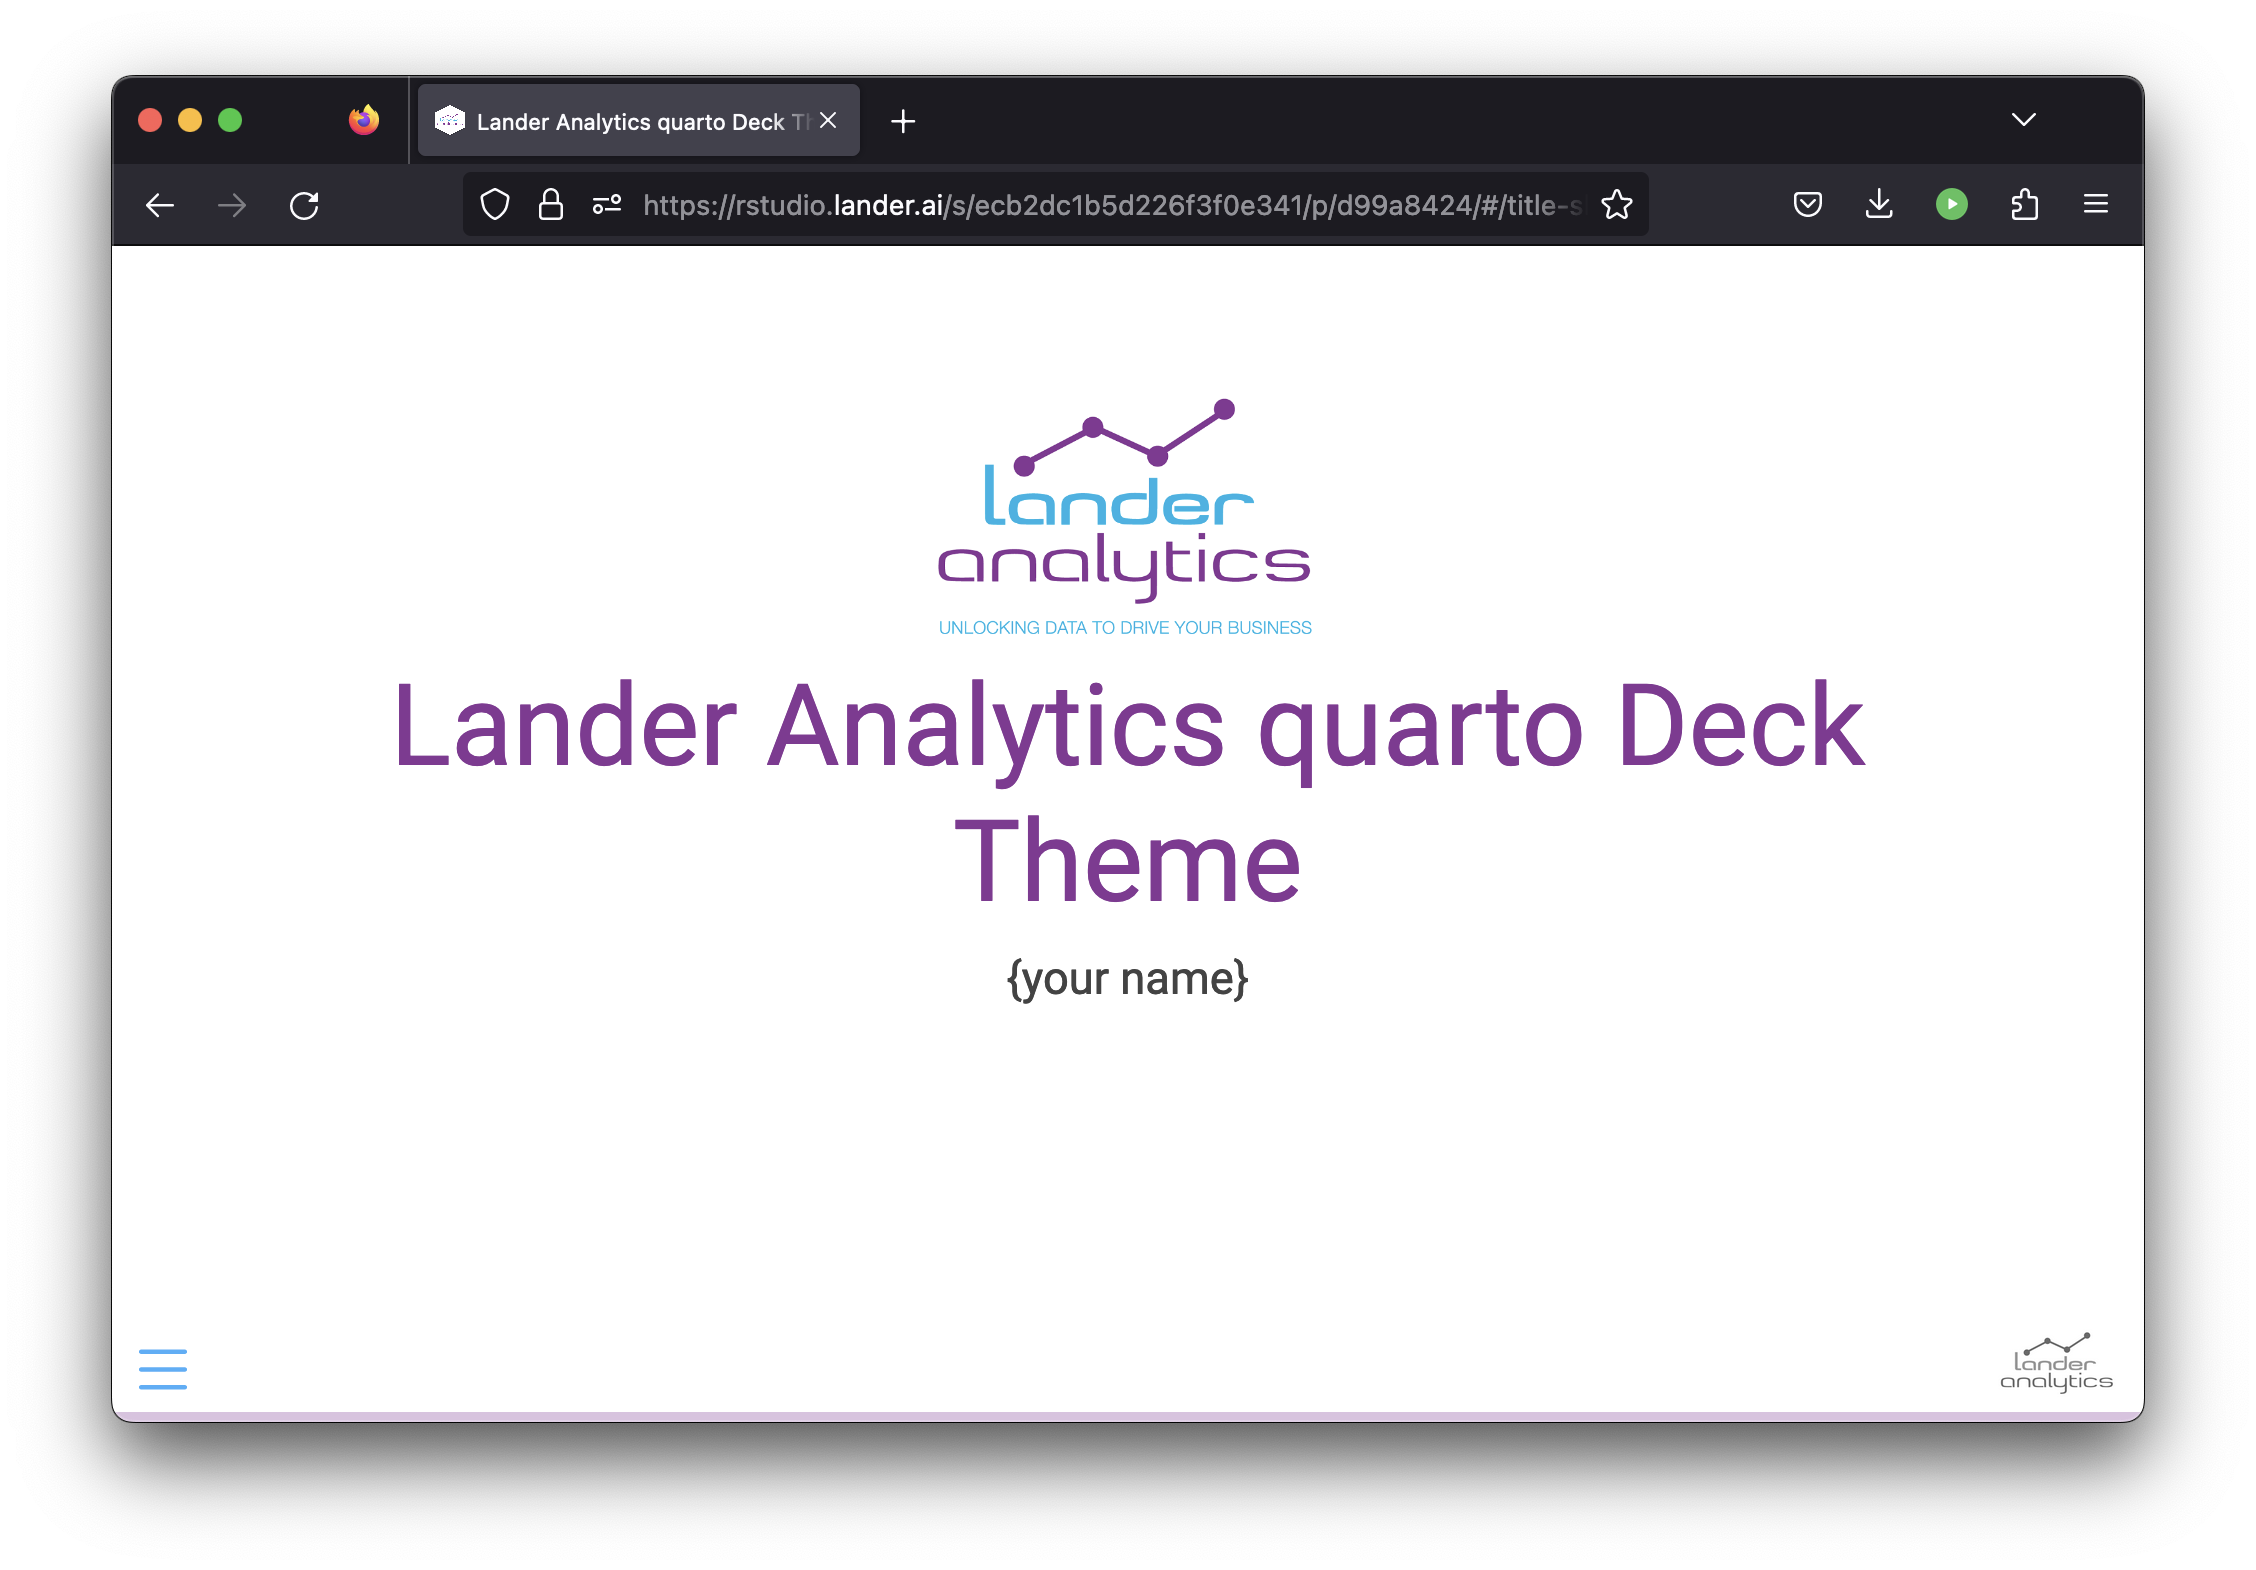 Lander Analytics quarto Deck Th
https://rstudio.lander.ai/s/ecb2dc1b5d226f3f0e341/p/d99a8424/#/title-s
lander
analytics
UNLOCKING DATA TO DRIVE YOUR BUSINESS
Lander Analytics quarto Deck
Theme
{your name}
lander
analytics